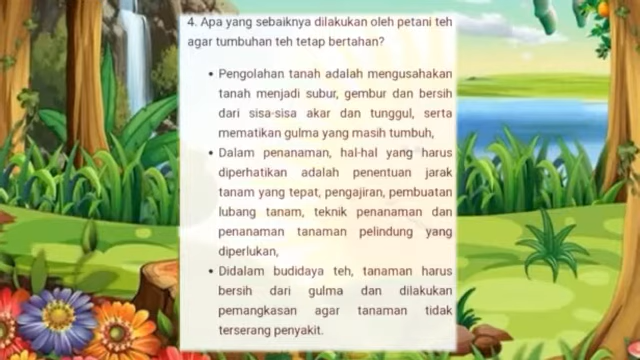 4. Apa yang sebaiknya dilakukan oleh petani teh
agar tumbuhan teh tetap bertahan?
• Pengolahan tanah adalah mengusahakan
tanah menjadi subur, gembur dan bersih
dari sisa-sisa akar dan tunggul, serta
mematikan gulma yang masih tumbuh,
• Dalam penanaman, hal-hal yang harus
diperhatikan adalah penentuan jarak
tanam yang tepat, pengajiran, pembuatan
lubang tanam, teknik penanaman dan
penanaman tanaman pelindung yang
diperlukan,
• Didalam budidaya teh, tanaman harus
bersih dari gulma dan dilakukan
pemangkasan agar tanaman tidak
terserang penyakit.